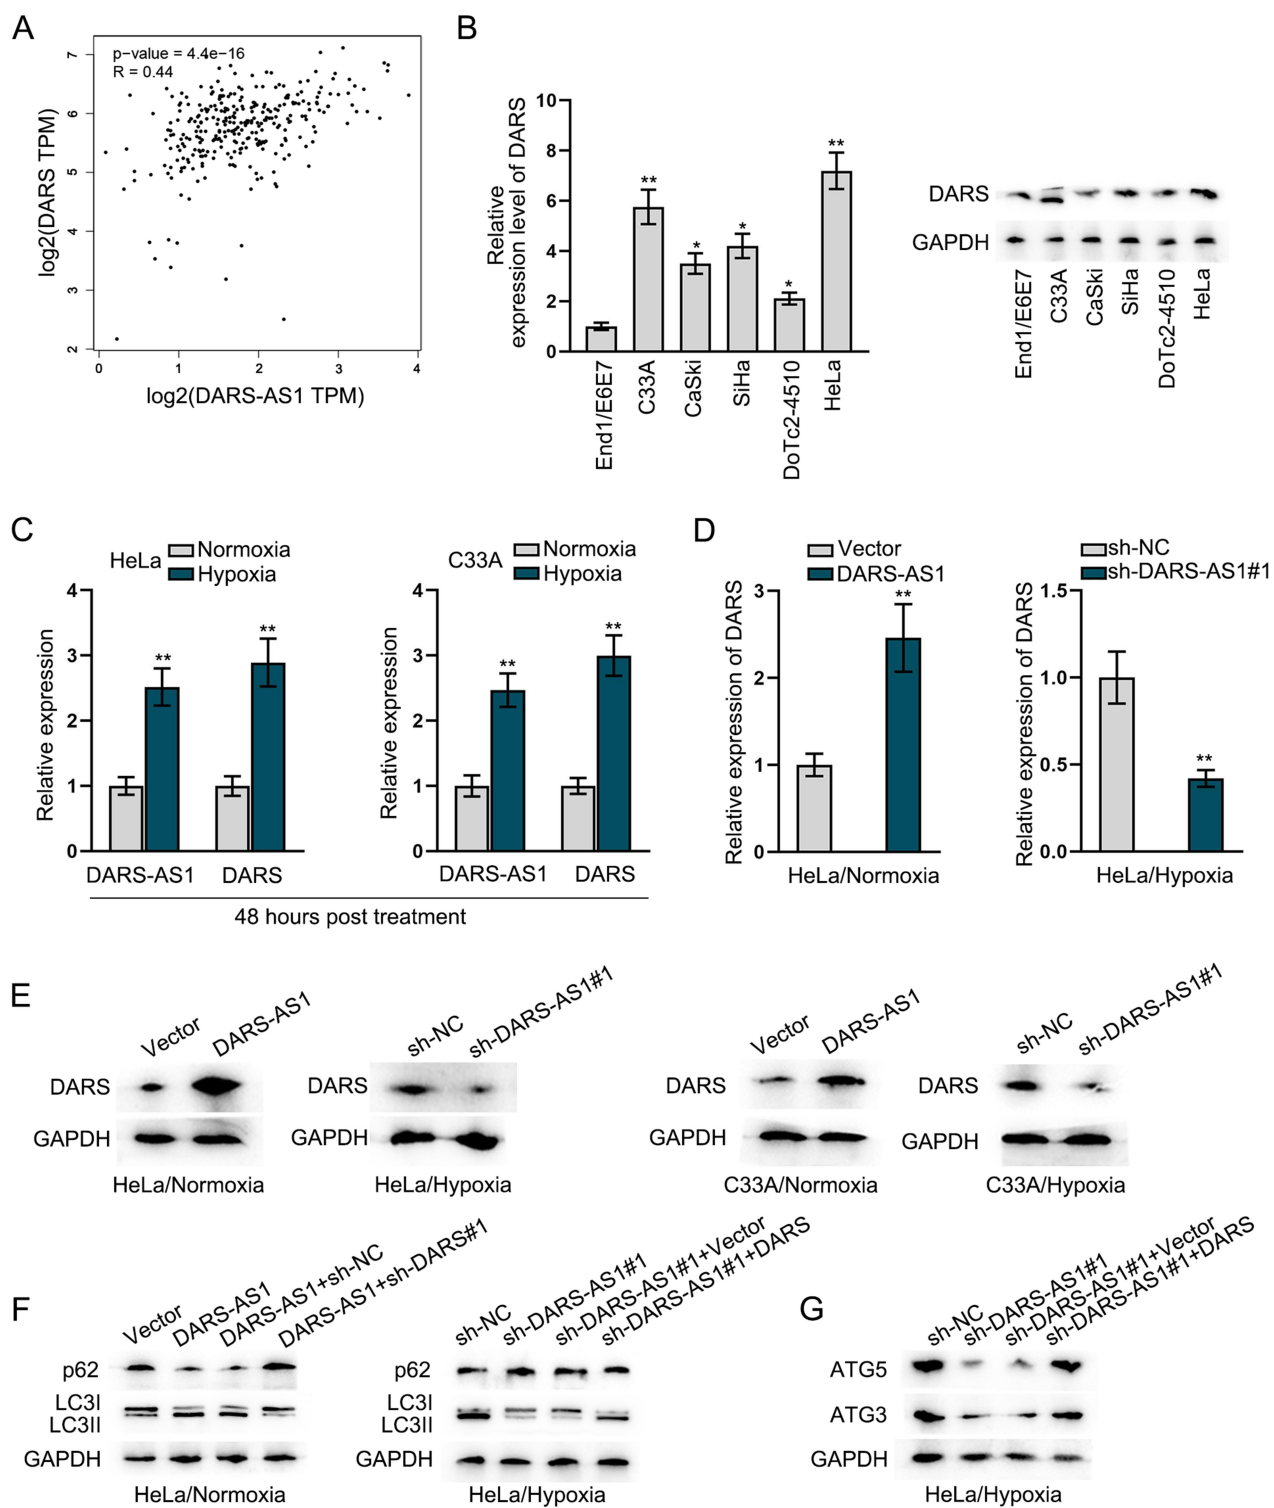 A
p−value = 4.4e−16
R = 0.44
log2(DARS TPM)
7
6
5
4
3
2
0 1 2 3 4
log2(DARS-AS1 TPM)
B
Relative
expression level of DARS
10
8
6
4
2
0
**
*
*
*
**
End1/E6E7
C33A
CaSki
SiHa
DoTc2-4510
HeLa
DARS
GAPDH
End1/E6E7
C33A
CaSki
SiHa
DoTc2-4510
HeLa
C
HeLa
Normoxia
Hypoxia
Relative expression
4
3
2
1
0
**
**
DARS-AS1 DARS
C33A
Normoxia
Hypoxia
Relative expression
4
3
2
1
0
**
**
DARS-AS1 DARS
48 hours post treatment
D
Vector
DARS-AS1
Relative expression of DARS
3
2
1
0
**
HeLa/Normoxia
sh-NC
sh-DARS-AS1#1
Relative expression of DARS
1.5
1.0
0.5
0.0
**
HeLa/Hypoxia
E
Vector
DARS-AS1
DARS
GAPDH
HeLa/Normoxia
sh-NC
sh-DARS-AS1#1
DARS
GAPDH
HeLa/Hypoxia
Vector
DARS-AS1
DARS
GAPDH
C33A/Normoxia
sh-NC
sh-DARS-AS1#1
DARS
GAPDH
C33A/Hypoxia
F
Vector
DARS-AS1
DARS-AS1+sh-NC
DARS-AS1+sh-DARS#1
p62
LC3I
LC3II
GAPDH
HeLa/Normoxia
sh-NC
sh-DARS-AS1#1
sh-DARS-AS1#1+Vector
sh-DARS-AS1#1+DARS
p62
LC3I
LC3II
GAPDH
HeLa/Hypoxia
G
sh-NC
sh-DARS-AS1#1
sh-DARS-AS1#1+Vector
sh-DARS-AS1#1+DARS
ATG5
ATG3
GAPDH
HeLa/Hypoxia